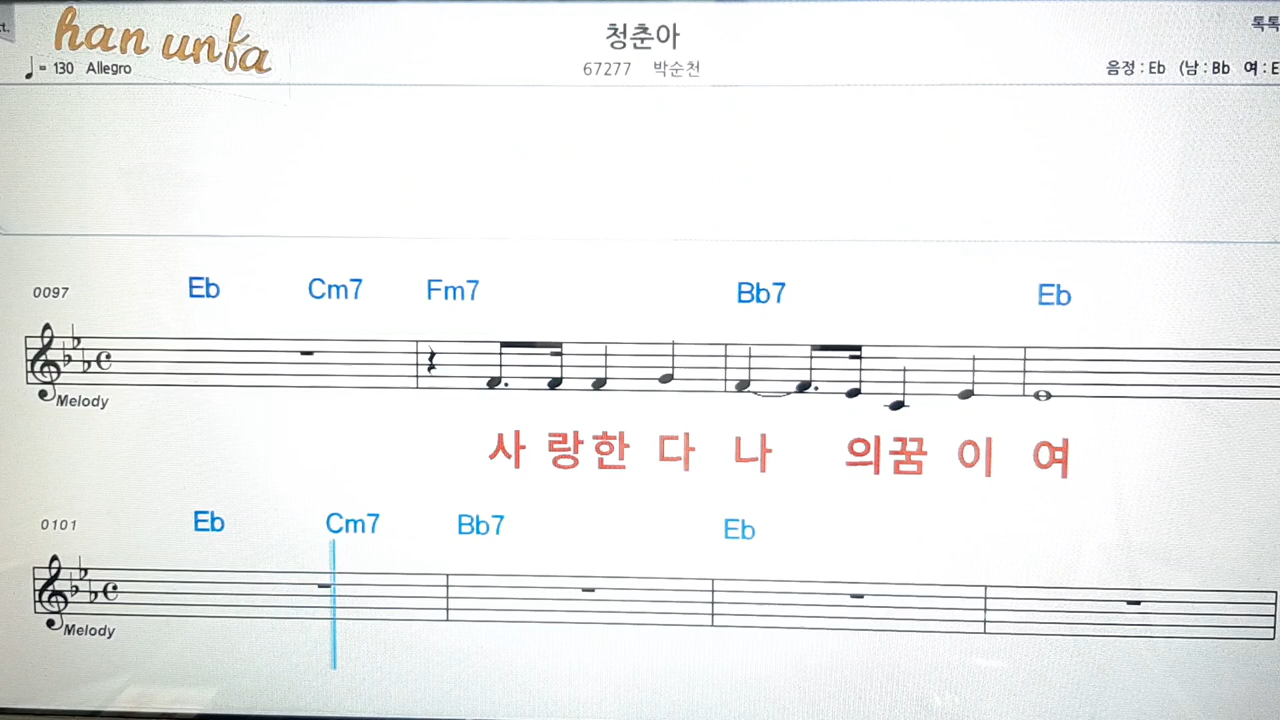 han unfa
♩= 130 Allegro
청춘아
67277 박순천
톡톡
음정 : Eb (남 : Bb 여 : E
0097
Eb Cm7 Fm7 Bb7 Eb
Melody
사 랑한 다 나 의꿈 이 여
0101
Eb Cm7 Bb7 Eb
Melody